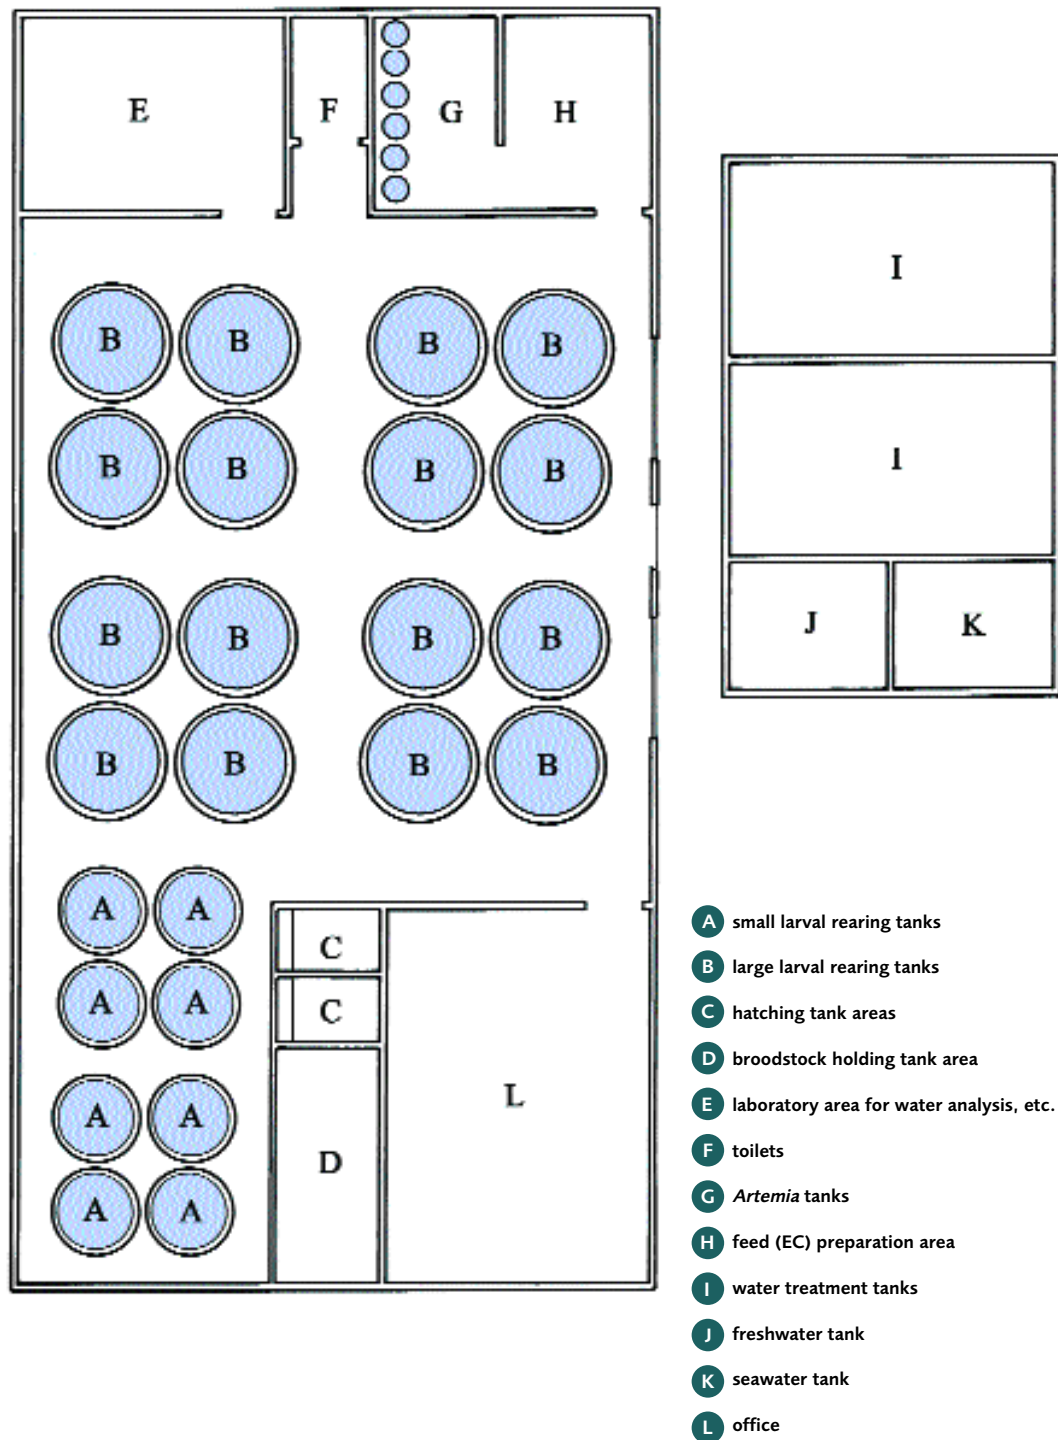 E F G H
I
B B B B
B B B B
I
B B B B
J K
B B B B
A A
C
A A
C
L
A A
D
A A
A small larval rearing tanks
B large larval rearing tanks
C hatching tank areas
D broodstock holding tank area
E laboratory area for water analysis, etc.
F toilets
G Artemia tanks
H feed (EC) preparation area
I water treatment tanks
J freshwater tank
K seawater tank
L office